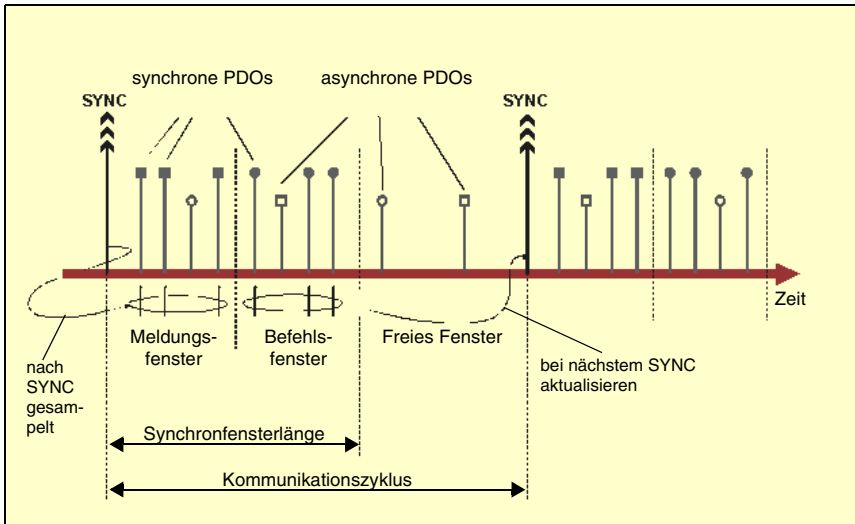 synchrone PDOs
asynchrone PDOs
SYNC
SYNC
Zeit
Meldungs-
fenster
Befehls-
fenster
Freies Fenster
nach
SYNC
gesam-
pelt
bei nächstem SYNC
aktualisieren
Synchronfensterlänge
Kommunikationszyklus